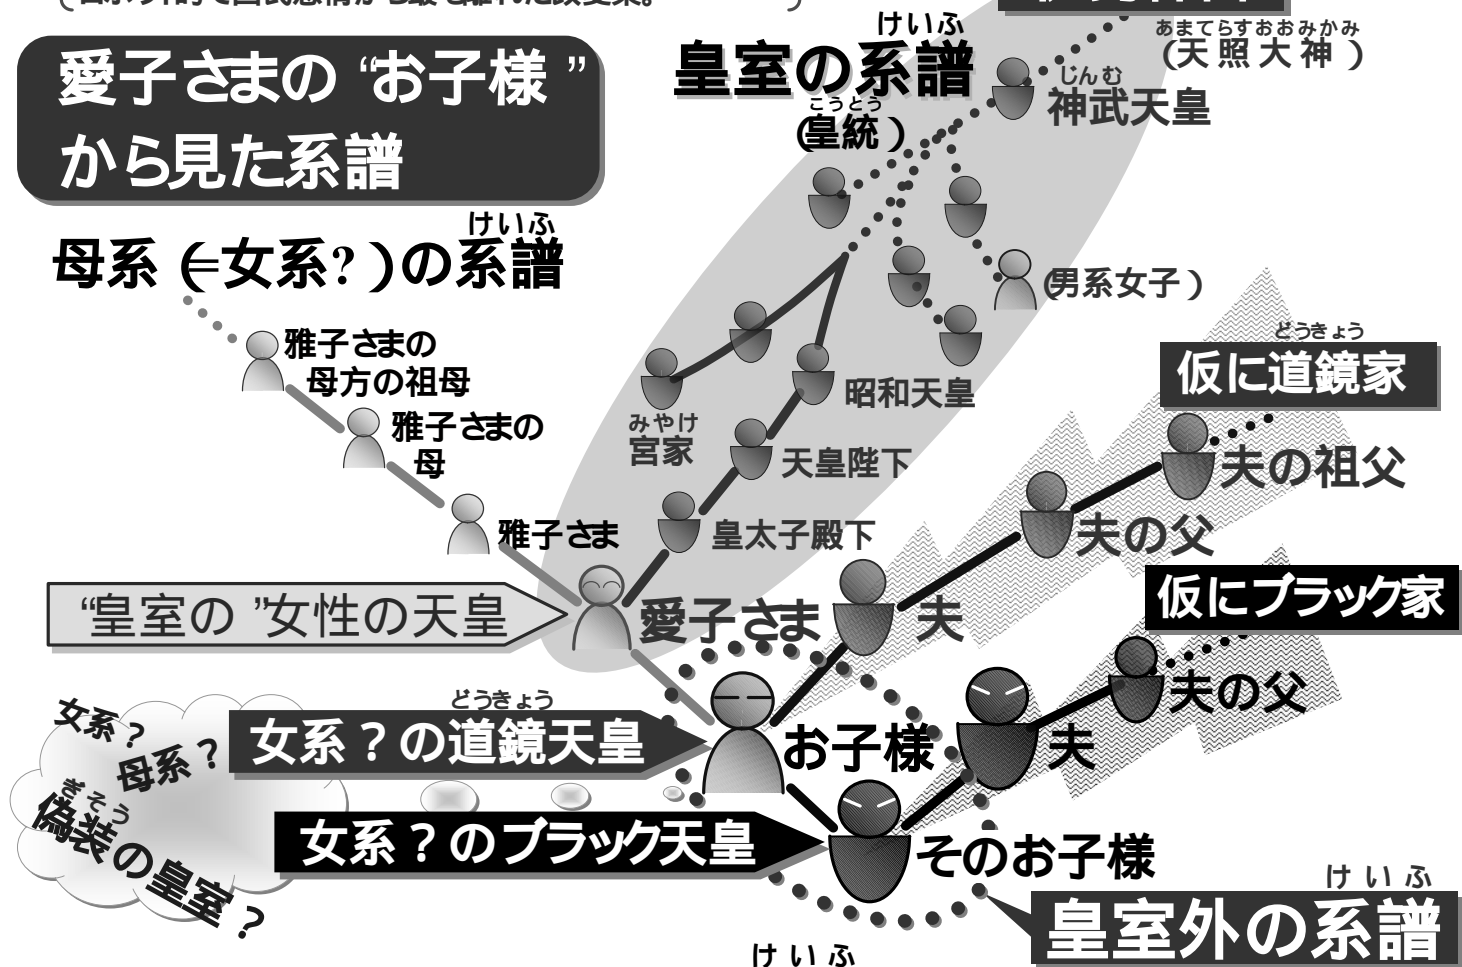 愛子さまの“お子様”
から見た系譜
けいふ
母系（＝女系?）の系譜
けいふ
皇室の系譜
こうとう
（皇統）
あまてらすおおみかみ
（天照大神）
じんむ
神武天皇
（男系女子）
雅子さまの
母方の祖母
雅子さまの
母
雅子さま
昭和天皇
みやけ
宮家
天皇陛下
皇太子殿下
どうきょう
仮に道鏡家
夫の祖父
夫の父
仮にブラック家
“皇室の”女性の天皇
愛子さま
夫
夫の父
女系？
母系？
ぎそう
偽装の皇室？
どうきょう
女系？の道鏡天皇
お子様
夫
女系？のブラック天皇
そのお子様
けいふ
皇室外の系譜
けいふ